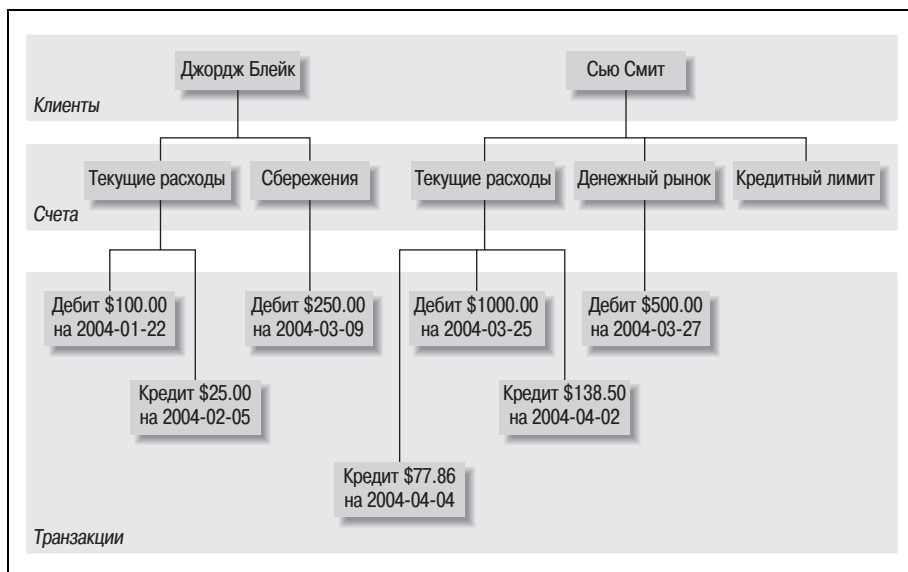 Джордж Блейк
Сью Смит
Клиенты
Текущие расходы
Сбережения
Текущие расходы
Денежный рынок
Кредитный лимит
Счета
Дебит $100.00
на 2004-01-22
Дебит $250.00
на 2004-03-09
Дебит $1000.00
на 2004-03-25
Дебит $500.00
на 2004-03-27
Кредит $25.00
на 2004-02-05
Кредит $138.50
на 2004-04-02
Кредит $77.86
на 2004-04-04
Транзакции